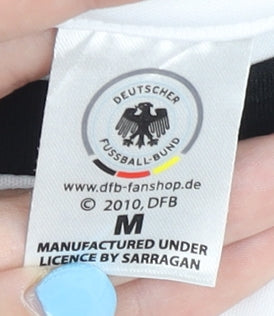 DEUTSCHER
FUSSBALL-BUND
www.dfb-fanshop.de
© 2010, DFB
M
MANUFACTURED UNDER
LICENCE BY SARRAGAN